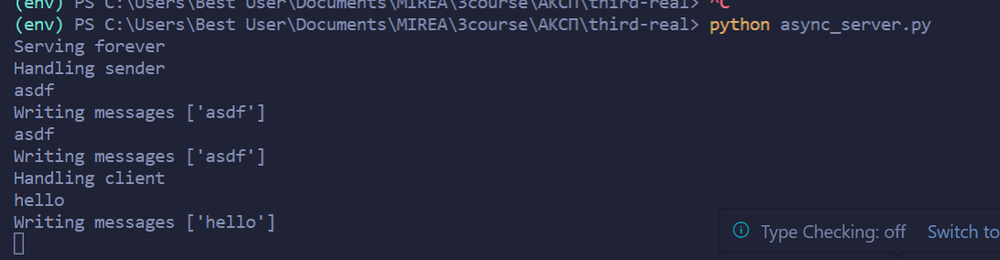 (env) PS C:\Users\Best User\Documents\MIREA\3course\АКСП\third-real> ^C
(env) PS C:\Users\Best User\Documents\MIREA\3course\АКСП\third-real> python async_server.py
Serving forever
Handling sender
asdf
Writing messages ['asdf']
asdf
Writing messages ['asdf']
Handling client
hello
Writing messages ['hello']
Type Checking: off Switch to